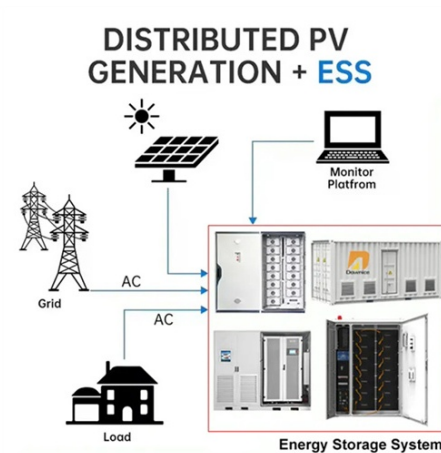 DISTRIBUTED PV
GENERATION + ESS
Monitor
Platfrom
Grid
AC
AC
Load
Energy Storage System